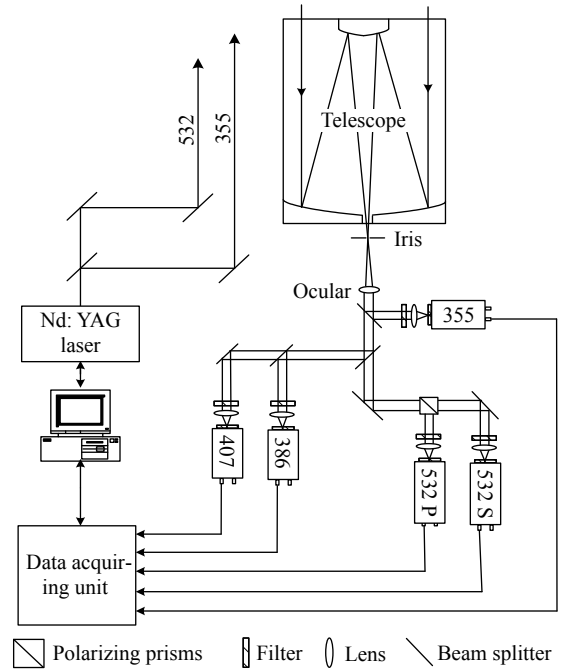 532
355
Telescope
Iris
Ocular
355
Nd: YAG
laser
407
386
532 P
532 S
Data acquir-
ing unit
Polarizing prisms
Filter
Lens
Beam splitter